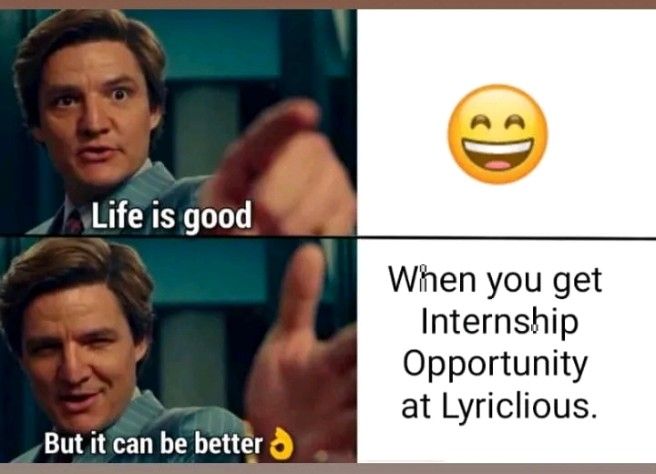 Life is good
When you get
Internship
Opportunity
at Lyriclious.
But it can be better👌